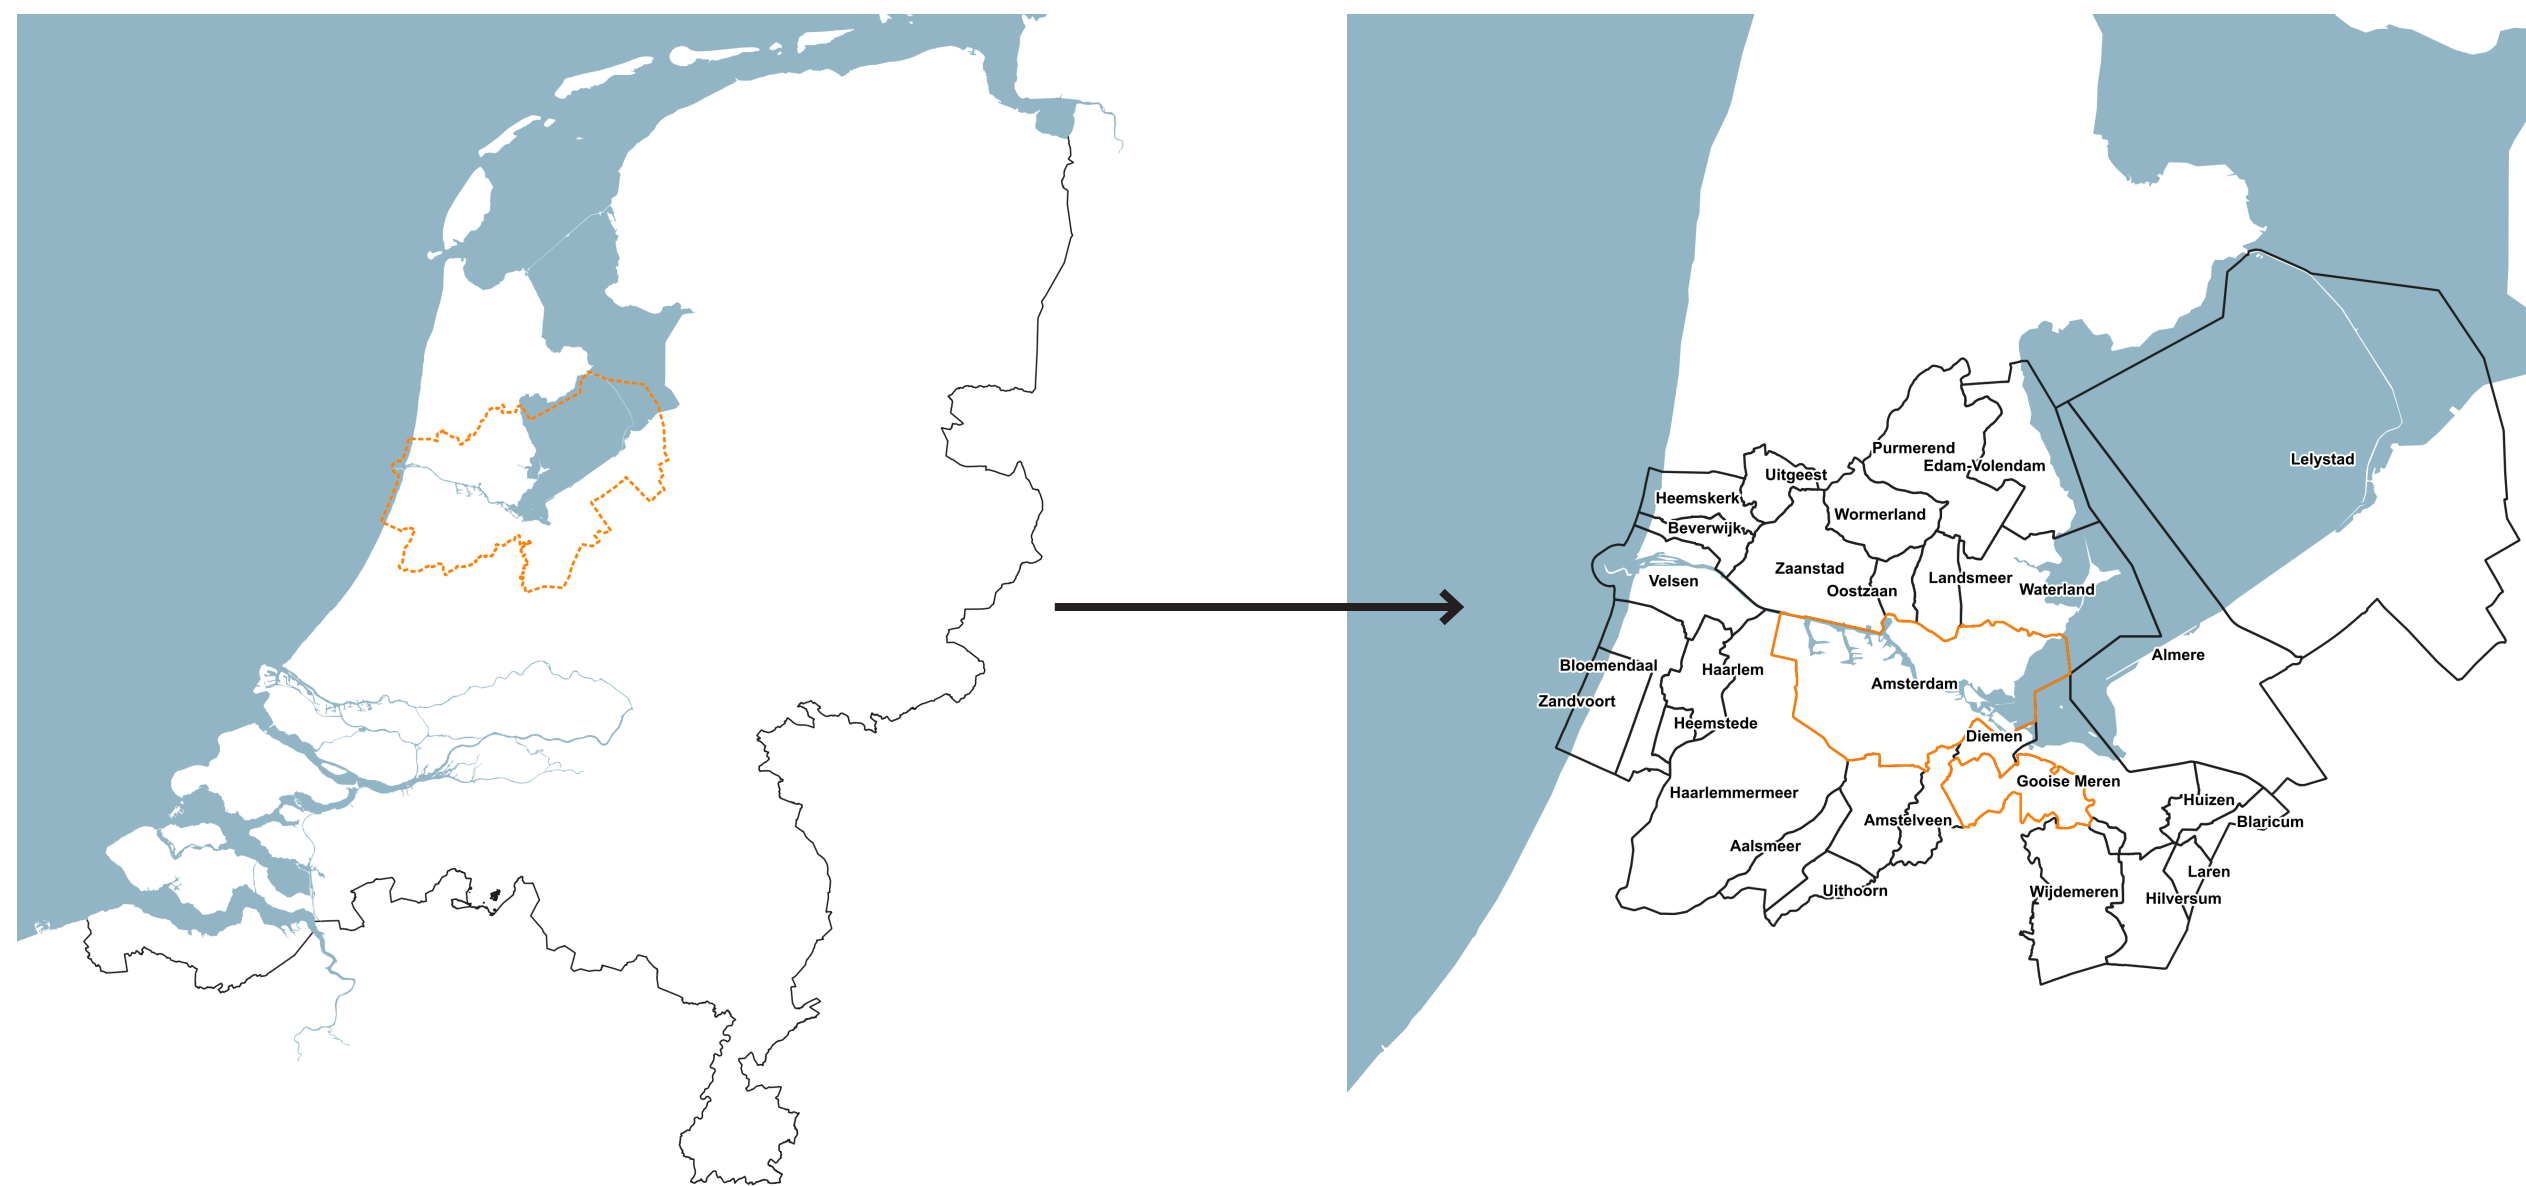 Purmerend
Edam-Volendam
Lelystad
Uitgeest
Heemskerk
Wormerland
Beverwijk
Zaanstad
Landsmeer
Velsen
Oostzaan
Waterland
Almere
Bloemendaal
Haarlem
Amsterdam
Zandvoort
Heemstede
Diemen
Gooise Meren
Haarlemmermeer
Huizen
Amstelveen
Blaricum
Aalsmeer
Laren
Uithoorn
Wijdemeren
Hilversum